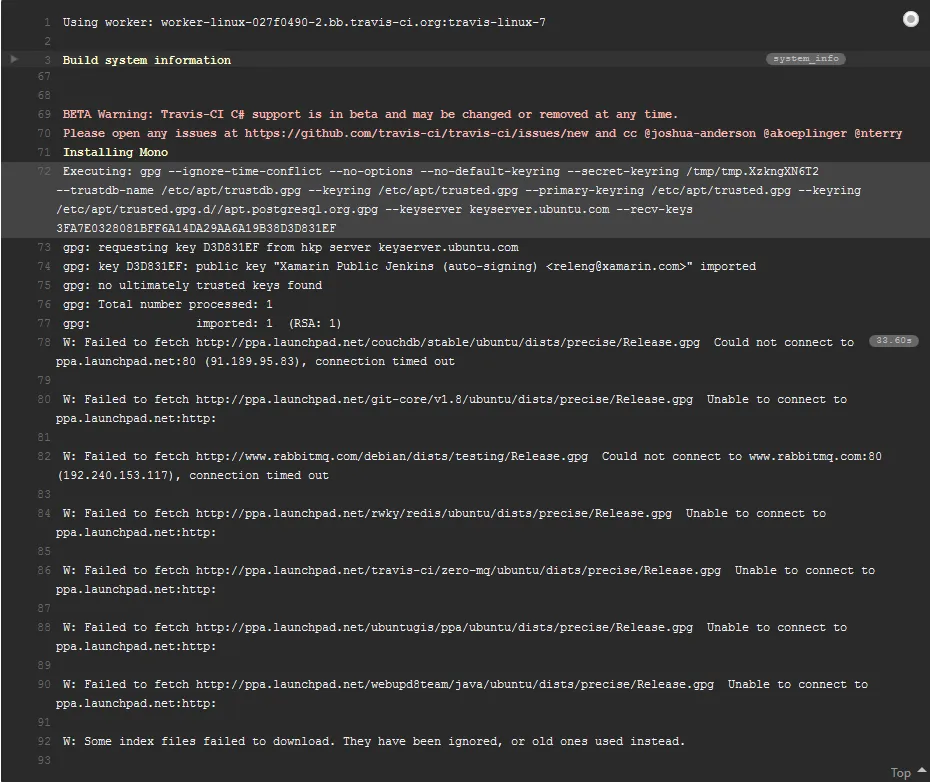 1 Using worker: worker-linux-027f0490-2.bb.travis-ci.org:travis-linux-7
2
3 Build system information system_info
67
68
69 BETA Warning: Travis-CI C# support is in beta and may be changed or removed at any time.
70 Please open any issues at https://github.com/travis-ci/travis-ci/issues/new and cc @joshua-anderson @akoeplinger @nterry
71 Installing Mono
72 Executing: gpg --ignore-time-conflict --no-options --no-default-keyring --secret-keyring /tmp/tmp.XzkngXN6T2
--trustdb-name /etc/apt/trustdb.gpg --keyring /etc/apt/trusted.gpg --primary-keyring /etc/apt/trusted.gpg --keyring
/etc/apt/trusted.gpg.d//apt.postgresql.org.gpg --keyserver keyserver.ubuntu.com --recv-keys
3FA7E0328081BFF6A14DA29AA6A19B38D3D831EF
73 gpg: requesting key D3D831EF from hkp server keyserver.ubuntu.com
74 gpg: key D3D831EF: public key "Xamarin Public Jenkins (auto-signing) <releng@xamarin.com>" imported
75 gpg: no ultimately trusted keys found
76 gpg: Total number processed: 1
77 gpg: imported: 1 (RSA: 1)
78 W: Failed to fetch http://ppa.launchpad.net/couchdb/stable/ubuntu/dists/precise/Release.gpg Could not connect to 33.60s
ppa.launchpad.net:80 (91.189.95.83), connection timed out
79
80 W: Failed to fetch http://ppa.launchpad.net/git-core/v1.8/ubuntu/dists/precise/Release.gpg Unable to connect to
ppa.launchpad.net:http:
81
82 W: Failed to fetch http://www.rabbitmq.com/debian/dists/testing/Release.gpg Could not connect to www.rabbitmq.com:80
(192.240.153.117), connection timed out
83
84 W: Failed to fetch http://ppa.launchpad.net/rwky/redis/ubuntu/dists/precise/Release.gpg Unable to connect to
ppa.launchpad.net:http:
85
86 W: Failed to fetch http://ppa.launchpad.net/travis-ci/zero-mq/ubuntu/dists/precise/Release.gpg Unable to connect to
ppa.launchpad.net:http:
87
88 W: Failed to fetch http://ppa.launchpad.net/ubuntugis/ppa/ubuntu/dists/precise/Release.gpg Unable to connect to
ppa.launchpad.net:http:
89
90 W: Failed to fetch http://ppa.launchpad.net/webupd8team/java/ubuntu/dists/precise/Release.gpg Unable to connect to
ppa.launchpad.net:http:
91
92 W: Some index files failed to download. They have been ignored, or old ones used instead.
93
Top